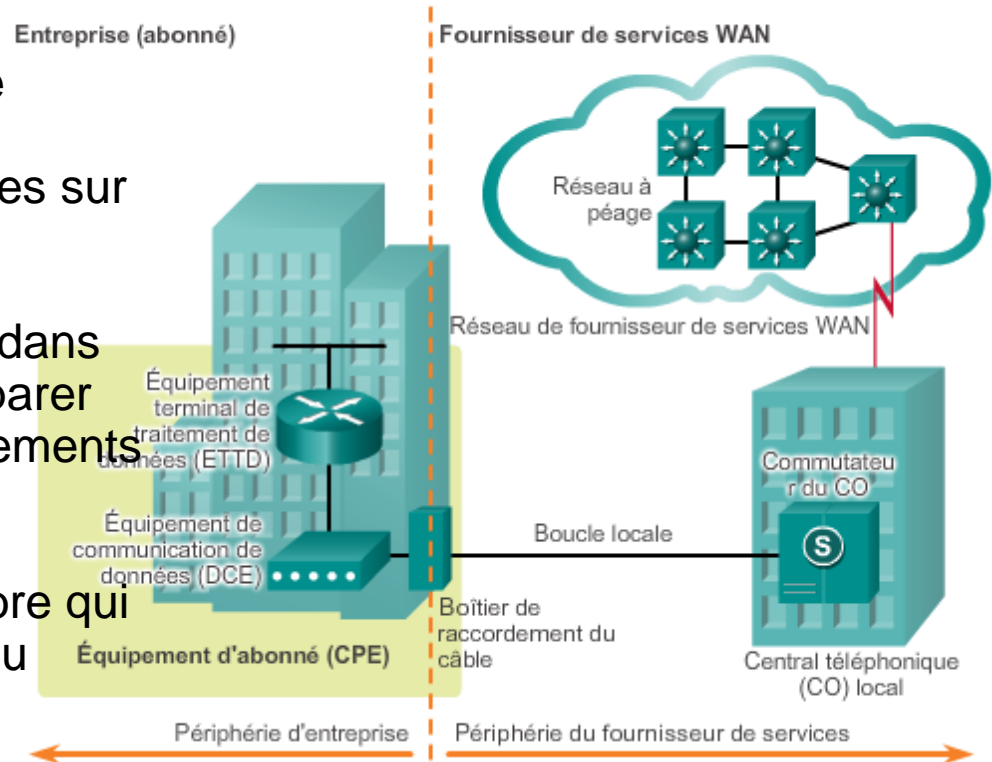 Entreprise (abonné)
Fournisseur de services WAN
es sur
dans
parer
ements
ore qui
Réseau à
péage
Réseau de fournisseur de services WAN
Équipement
terminal de
traitement de
données (ETTD)
Équipement de
communication de
données (DCE)
Équipement d'abonné (CPE)
Boucle locale
Boîtier de
raccordement du
câble
Commutateu
r du CO
S
Central téléphonique
(CO) local
Périphérie d'entreprise
Périphérie du fournisseur de services